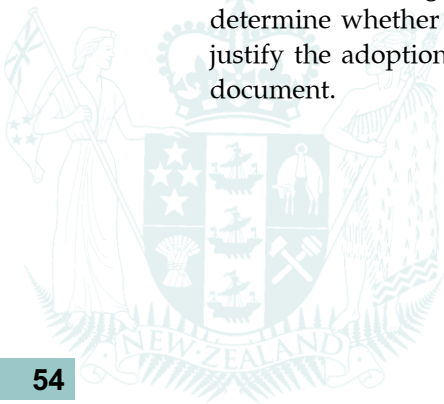 determine whether
justify the adoption
document.
NEW ZEALAND
54